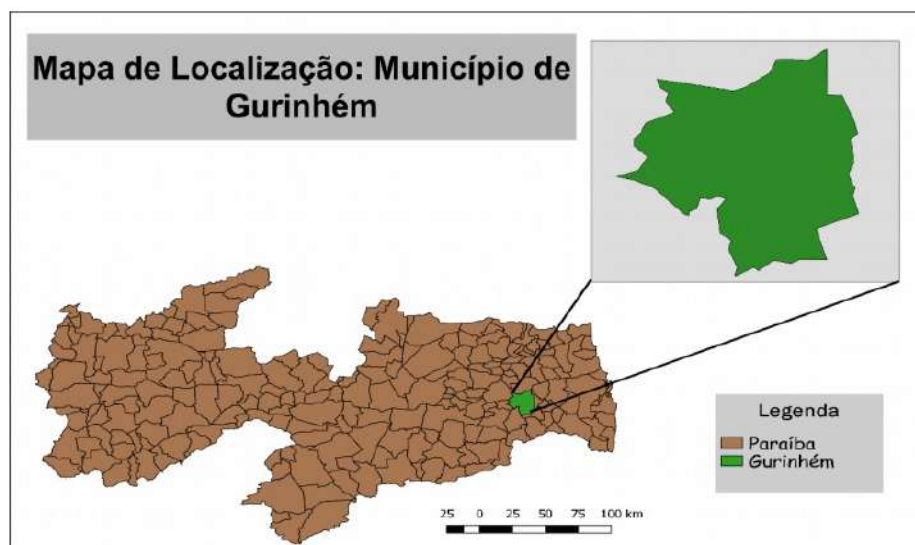 Mapa de Localização: Município de
Gurinhém
Legenda
Paraíba
Gurinhém
25 0 25 50 75 100 km